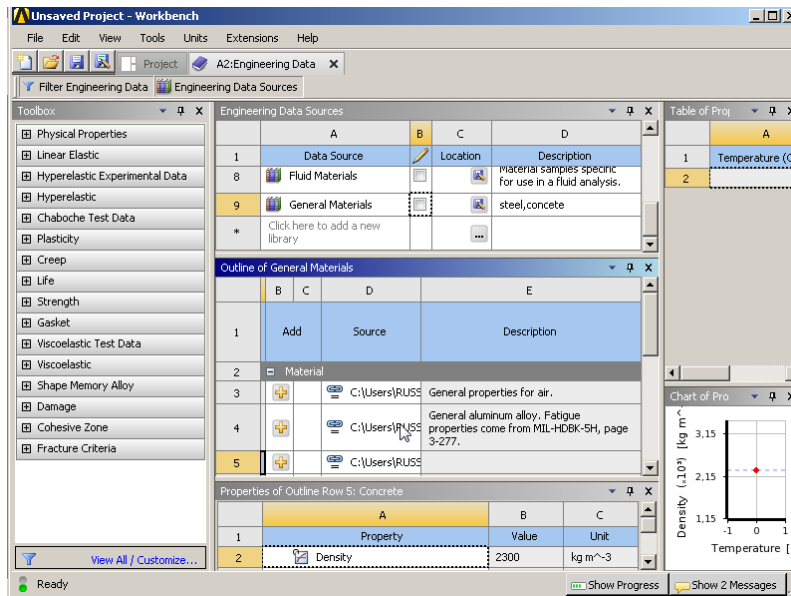 Unsaved Project - Workbench
File Edit View Tools Units Extensions Help
Project A2:Engineering Data
Filter Engineering Data Engineering Data Sources
Toolbox
Physical Properties
Linear Elastic
Hyperelastic Experimental Data
Hyperelastic
Chaboche Test Data
Plasticity
Creep
Life
Strength
Gasket
Viscoelastic Test Data
Viscoelastic
Shape Memory Alloy
Damage
Cohesive Zone
Fracture Criteria
View All / Customize...
Engineering Data Sources
A B C D
1 Data Source Location Description
8 Fluid Materials Material samples specific
for use in a fluid analysis.
9 General Materials steel,concete
* Click here to add a new
library ...
Outline of General Materials
B C D E
1 Add Source Description
2 Material
3 C:\Users\RUSS General properties for air.
4 C:\Users\RUSS General aluminum alloy. Fatigue
properties come from MIL-HDBK-5H, page
3-277.
5 C:\Users\RUSS
Properties of Outline Row 5: Concrete
A B C
1 Property Value Unit
2 Density 2300 kg m^-3
Table of Proj
A
1 Temperature (C
2
Chart of Pro
Density (.10³) [kg m^-
3,15
2,15
1,15
-1 0 1
Temperature [
Ready
Show Progress Show 2 Messages